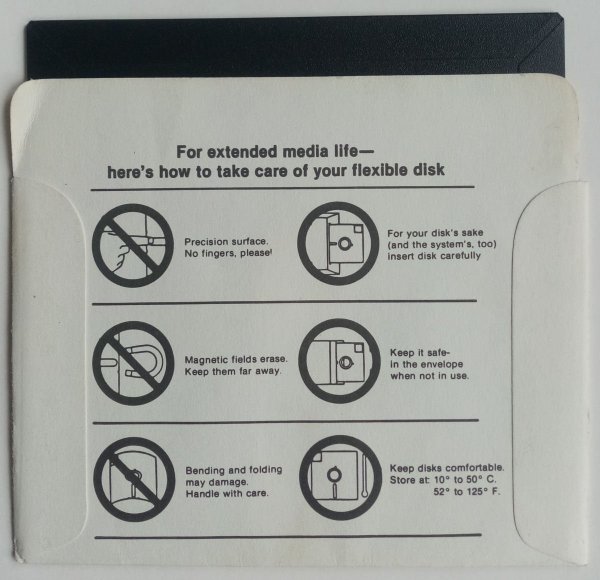 For extended media life—
here's how to take care of your flexible disk
Precision surface.
No fingers, please!
For your disk's sake
(and the system's, too)
insert disk carefully
Magnetic fields erase.
Keep them far away.
Keep it safe-
in the envelope
when not in use.
Bending and folding
may damage.
Handle with care.
Keep disks comfortable.
Store at: 10° to 50° C.
52° to 125° F.